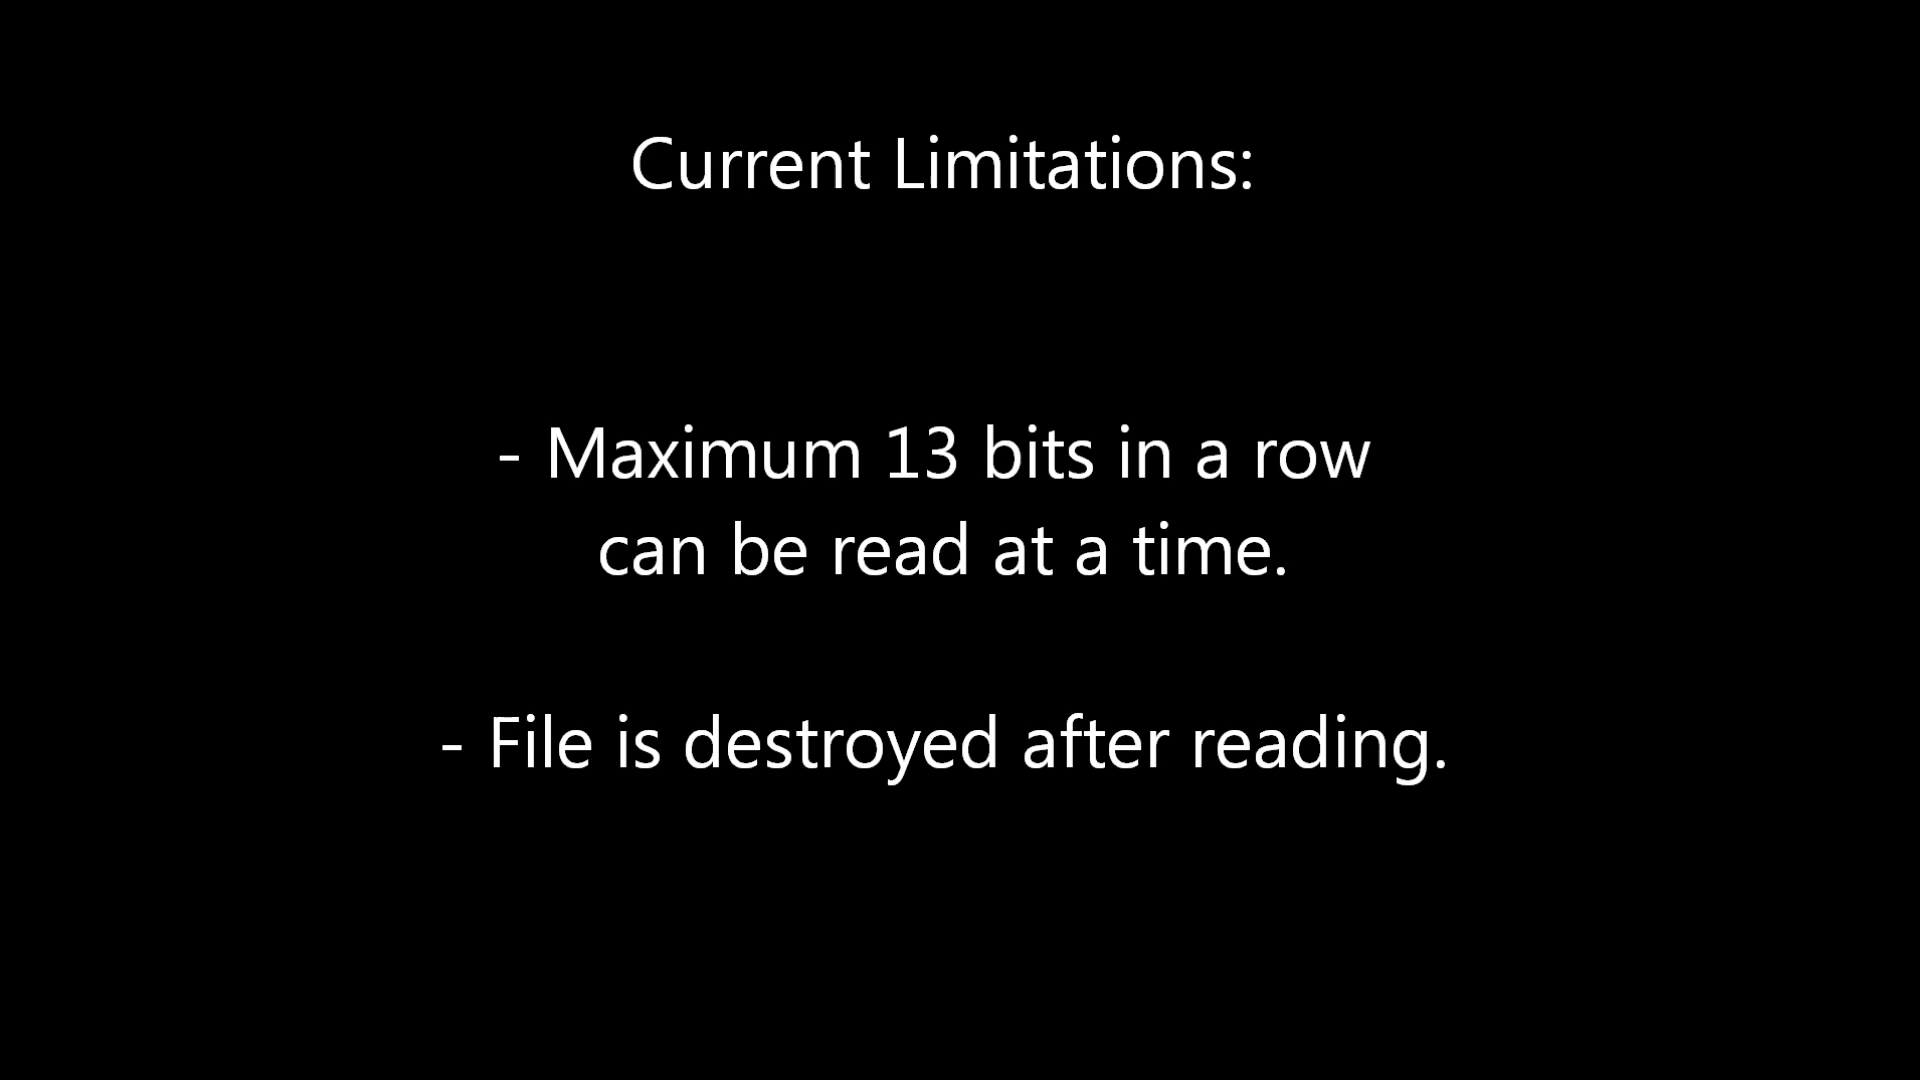 Current Limitations:
- Maximum 13 bits in a row
can be read at a time.
- File is destroyed after reading.